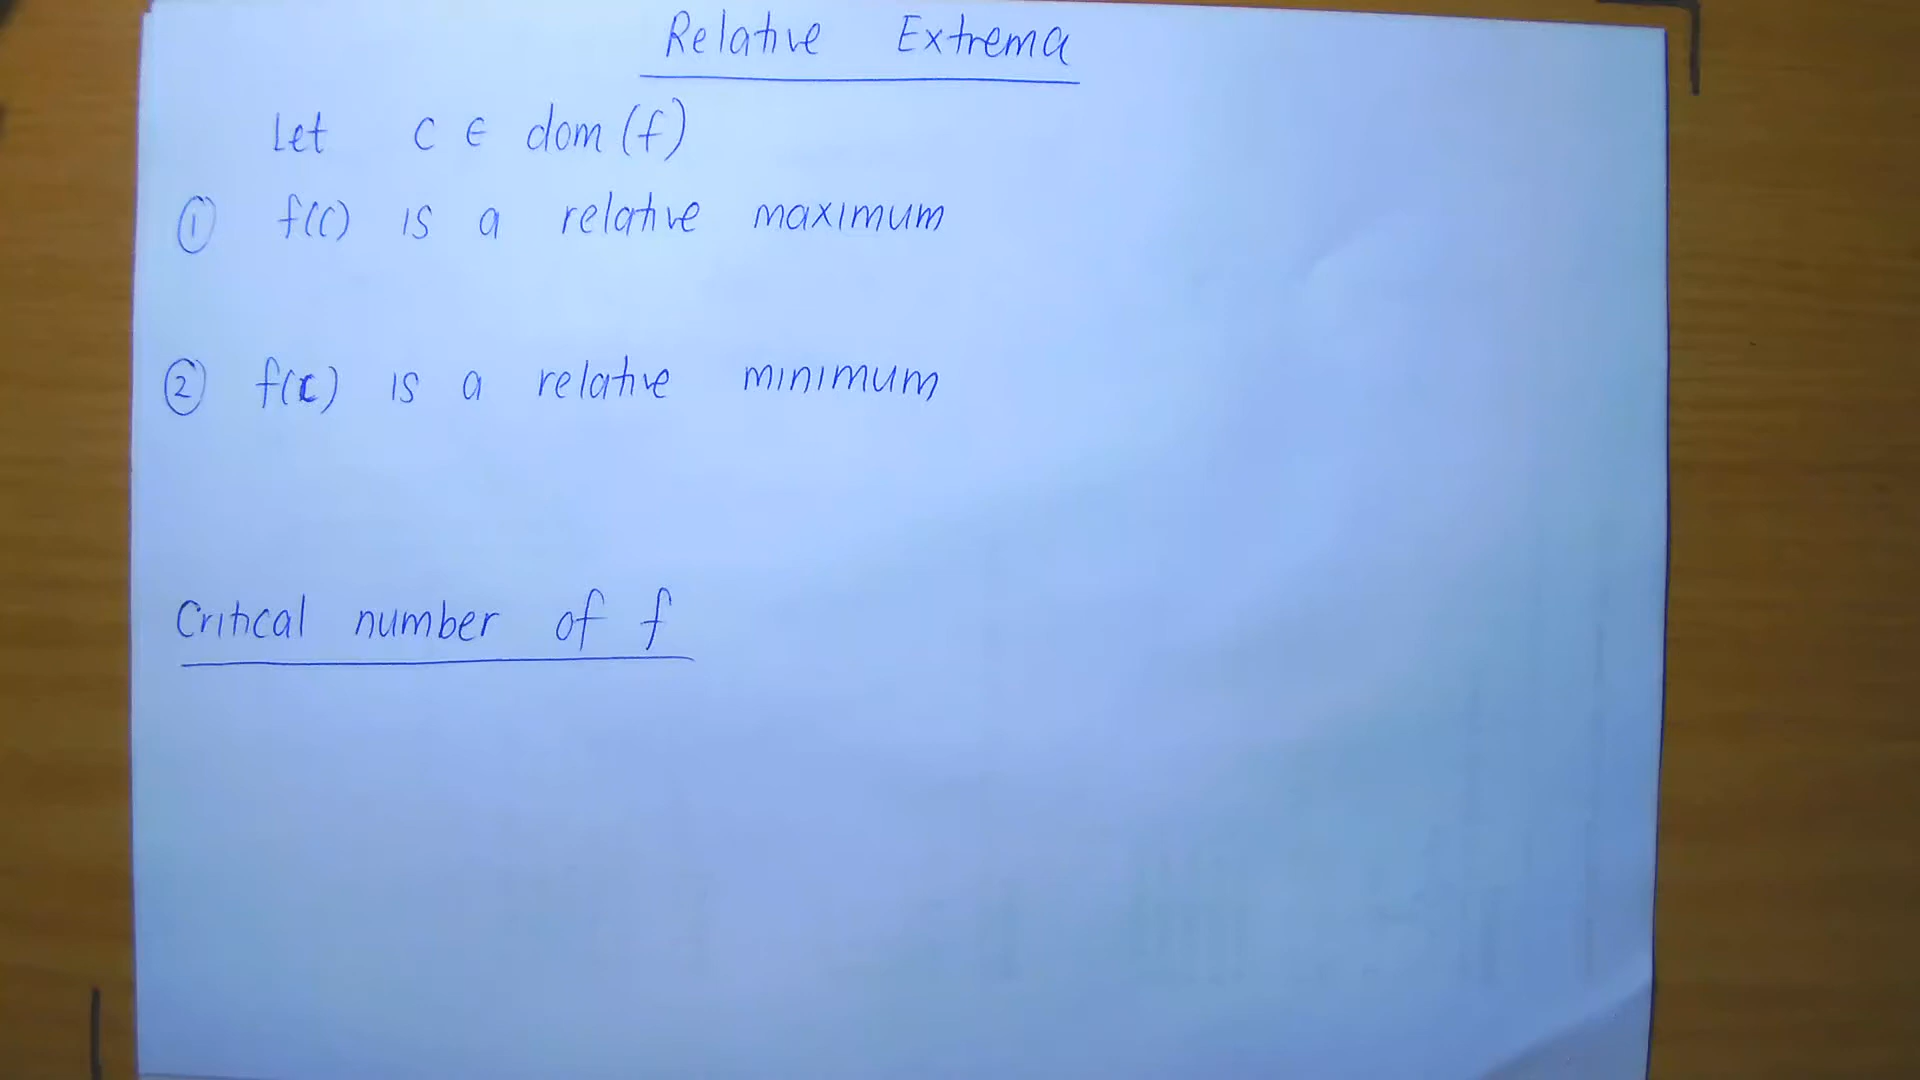 Relative Extrema
Let c ∈ dom (f)
① f(c) is a relative maximum
② f(c) is a relative minimum
Critical number of f